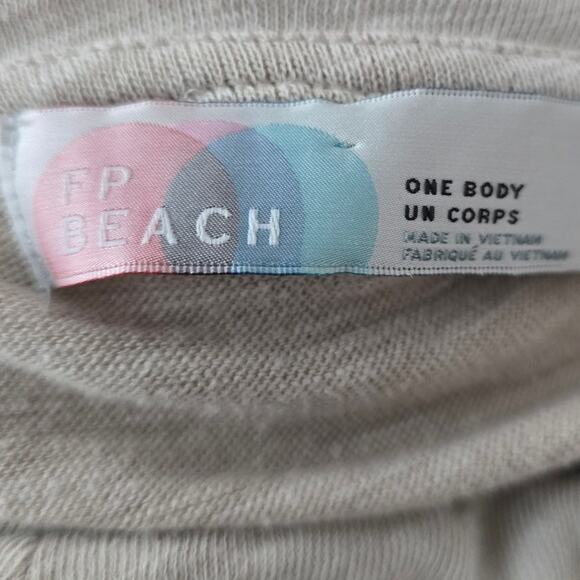 FP
BEACH
ONE BODY
UN CORPS
MADE IN VIETNAM
FABRIQUÉ AU VIETNAM